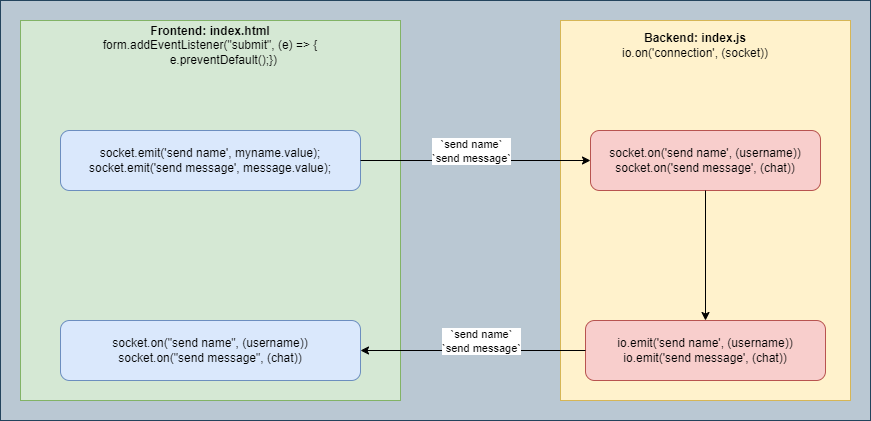 Frontend: index.html
form.addEventListener("submit", (e) => {
e.preventDefault();})
Backend: index.js
io.on('connection', (socket))
socket.emit('send name', myname.value);
socket.emit('send message', message.value);
`send name`
`send message`
socket.on('send name', (username))
socket.on('send message', (chat))
socket.on("send name", (username))
socket.on("send message", (chat))
`send name`
`send message`
io.emit('send name', (username))
io.emit('send message', (chat))